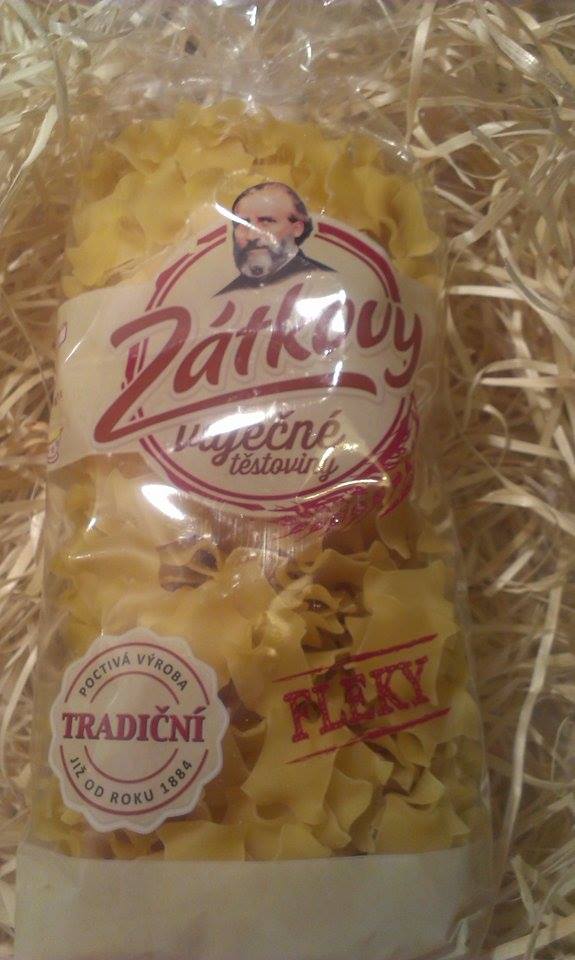 Zátkovy
vaječné
těstoviny
POCTIVÁ VÝROBA
TRADIČNÍ
JIŽ OD ROKU 1884
FLEKY